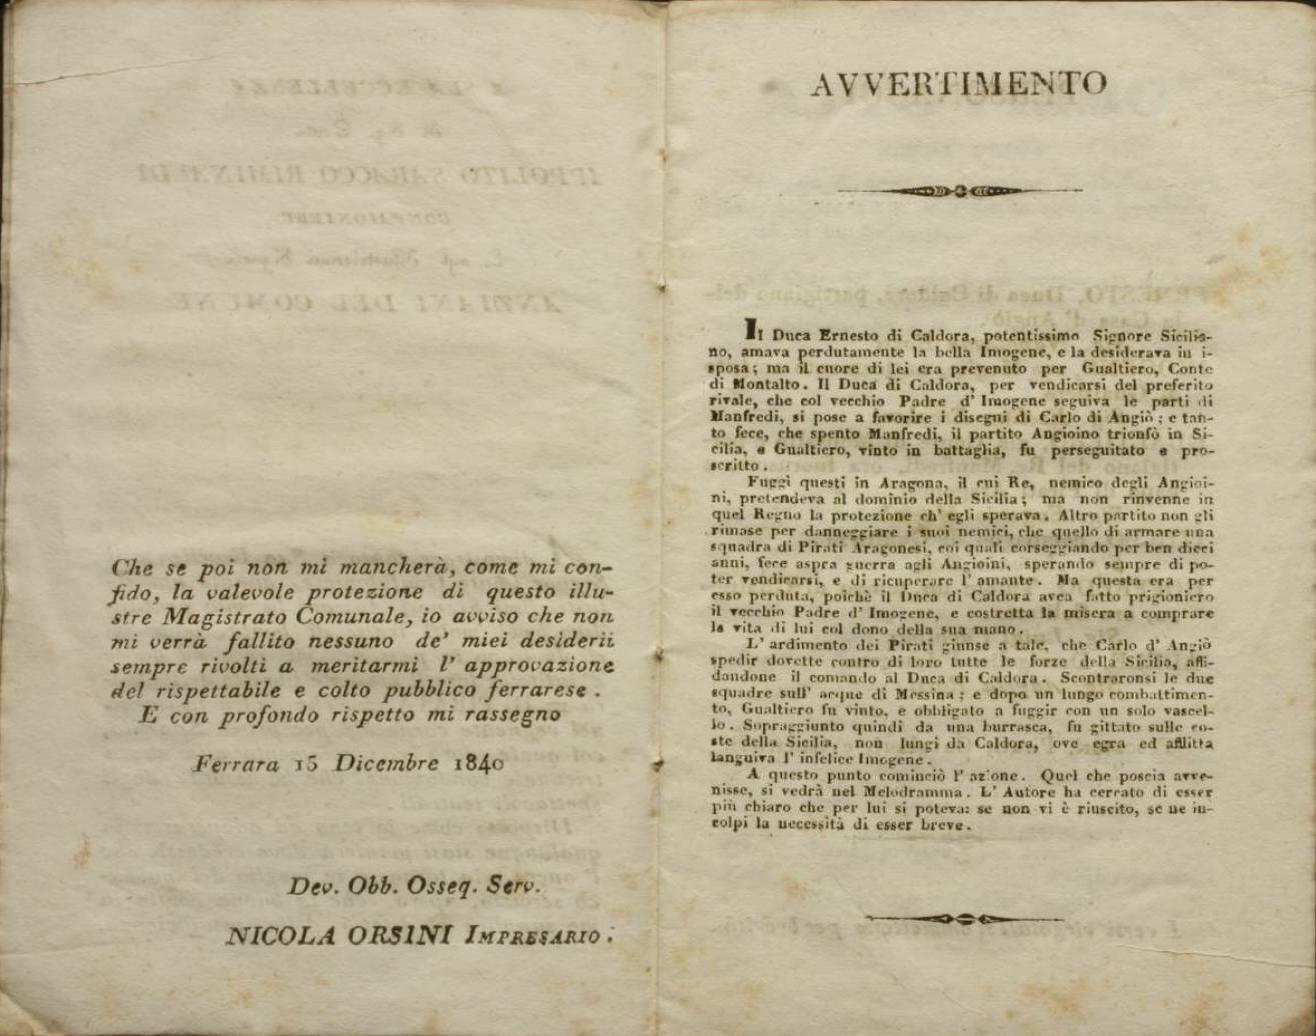 Che se poi non mi mancherà, come mi con-
fido, la valevole protezione di questo illu-
stre Magistrato Comunale, io avviso che non
mi verrà fallito nessuno de' miei desiderii
sempre rivolti a meritarmi l' approvazione
del rispettabile e colto pubblico ferrarese .
E con profondo rispetto mi rassegno
Ferrara 15 Dicembre 1840
Dev. Obb. Osseq. Serv.
NICOLA ORSINI IMPRESARIO .
AVVERTIMENTO
Il Duca Ernesto di Caldora, potentissimo Signore Sicilia-
no, amava perdutamente la bella Imogene, e la desiderava in i-
sposa; ma il cuore di lei era prevenuto per Gualtiero, Conte
di Montalto. Il Duca di Caldora, per vendicarsi del preferito
rivale, che col vecchio Padre d' Imogene seguiva le parti di
Manfredi, si pose a favorire i disegni di Carlo di Angiò ; e tan-
to fece, che spento Manfredi, il partito Angioino trionfò in Si-
cilia, e Gualtiero, vinto in battaglia, fu perseguitato e pro-
scritto .
Fuggì questi in Aragona, il cui Re, nemico degli Angioi-
ni, pretendeva al dominio della Sicilia; ma non rinvenne in
quel Regno la protezione ch' egli sperava. Altro partito non gli
rimase per danneggiare i suoi nemici, che quello di armare una
squadra di Pirati Aragonesi, coi quali corseggiando per ben dieci
anni, fece aspra guerra agli Angioini, sperando sempre di po-
ter vendicarsi, e di ricuperare l' amante. Ma questa era per
esso perduta, poichè il Duca di Caldora avea fatto prigioniero
il vecchio Padre d' Imogene, e costretta la misera a comprare
la vita di lui col dono della sua mano.
L' ardimento dei Pirati giunse a tale, che Carlo d' Angiò
spedir dovette contro di loro tutte le forze della Sicilia, affi-
dandone il comando al Duca di Caldora. Scontraronsi le due
squadre sull' acque di Messina ; e dopo un lungo combattimen-
to, Gualtiero fu vinto, e obbligato a fuggir con un solo vascel-
lo. Sopraggiunto quindi da una burrasca, fu gittato sulle co-
ste della Sicilia, non lungi da Caldora, ove egra ed afflitta
languiva l' infelice Imogene.
A questo punto cominciò l' azione. Quel che poscia avve-
nisse, si vedrà nel Melodramma. L' Autore ha cercato di esser
più chiaro che per lui si poteva: se non vi è riuscito, se ne in-
colpi la necessità di esser breve.